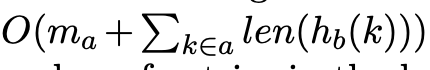 O(m_a + ∑_{k∈a} len(h_b(k)))